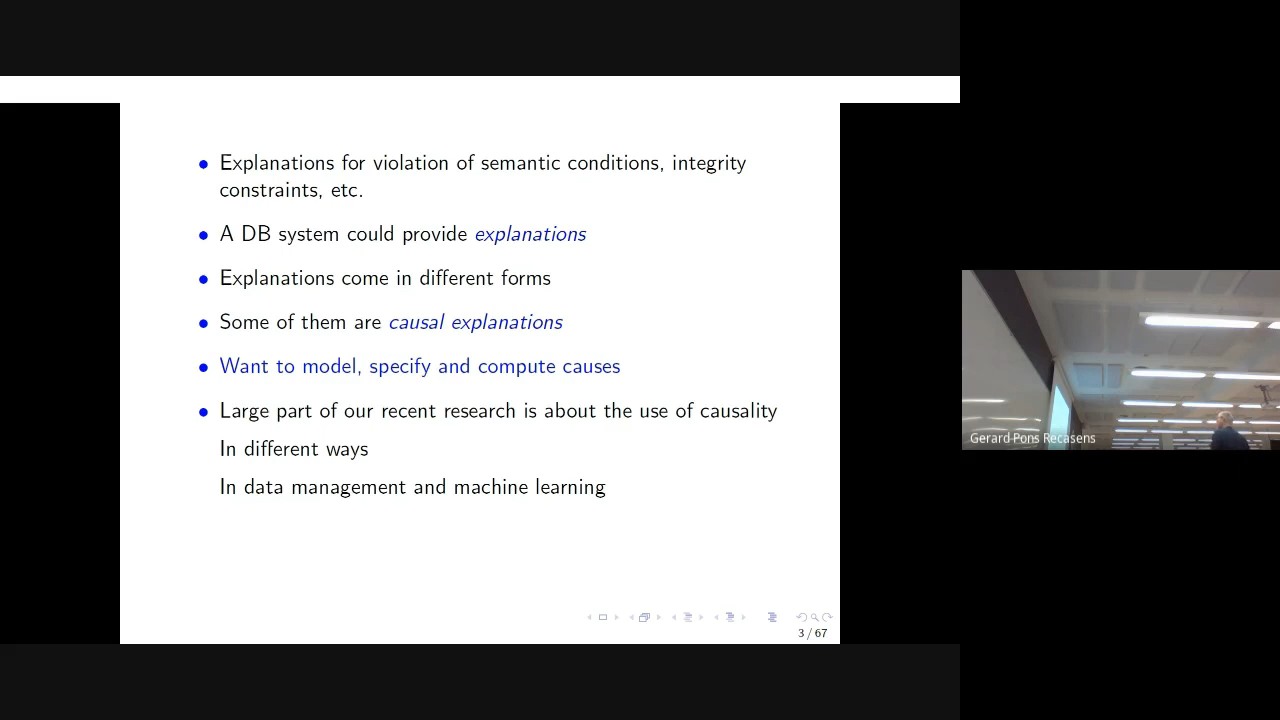 Explanations for violation of semantic conditions, integrity
constraints, etc.
A DB system could provide explanations
Explanations come in different forms
Some of them are causal explanations
Want to model, specify and compute causes
Large part of our recent research is about the use of causality
In different ways
In data management and machine learning
3 / 67
Gerard Pons Recasens